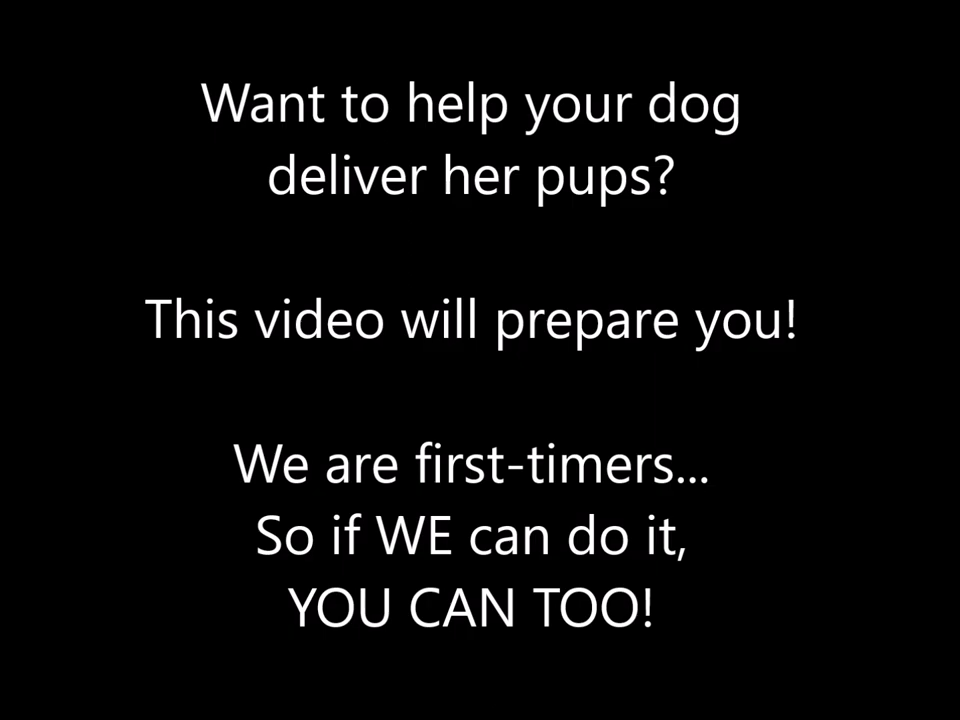 Want to help your dog
deliver her pups?
This video will prepare you!
We are first-timers...
So if WE can do it,
YOU CAN TOO!